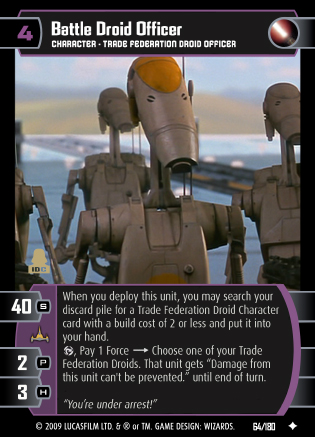 4
Battle Droid Officer
CHARACTER - TRADE FEDERATION DROID OFFICER
40 S
2 P
3 H
When you deploy this unit, you may search your
discard pile for a Trade Federation Droid Character
card with a build cost of 2 or less and put it into
your hand.
, Pay 1 Force → Choose one of your Trade
Federation Droids. That unit gets “Damage from
this unit can't be prevented.” until end of turn.
“You're under arrest!”
© 2009 LUCASFILM LTD. & ® or TM. GAME DESIGN: WIZARDS.
64/180